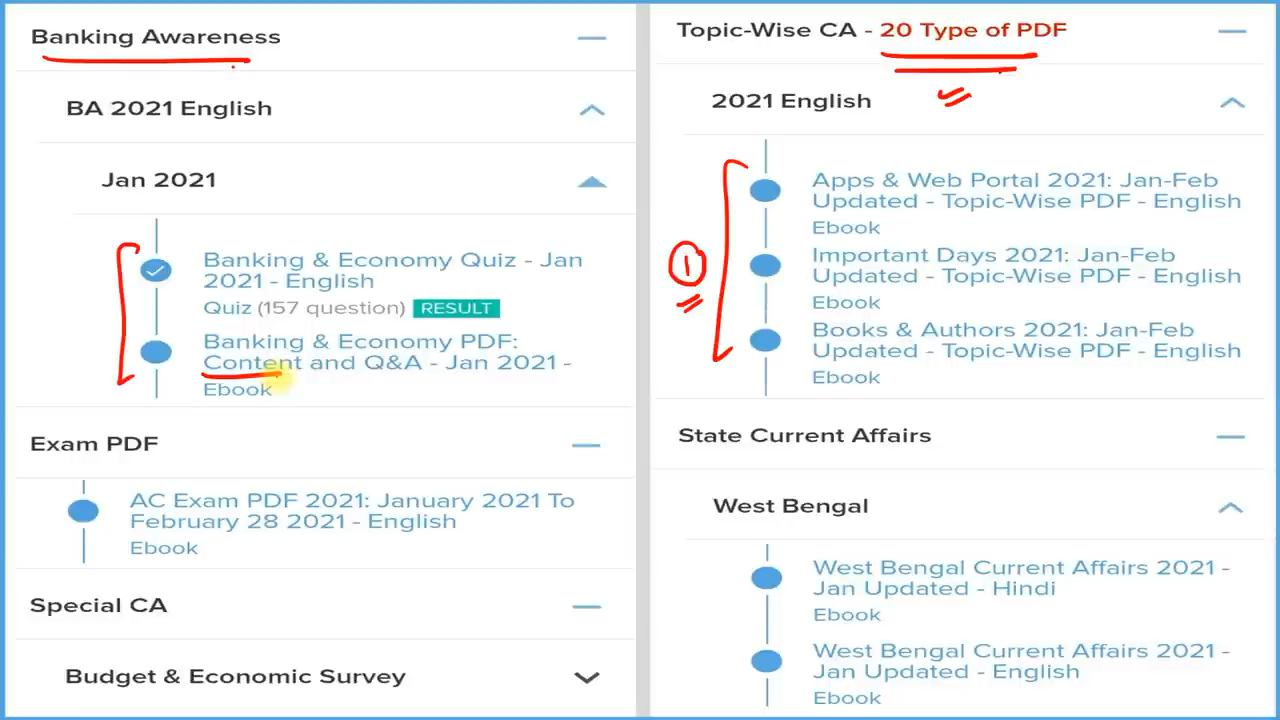 Banking Awareness
BA 2021 English
Jan 2021
Banking & Economy Quiz - Jan
2021 - English
Quiz (157 question) RESULT
Banking & Economy PDF:
Content and Q&A - Jan 2021 -
Ebook
Exam PDF
AC Exam PDF 2021: January 2021 To
February 28 2021 - English
Ebook
Special CA
Budget & Economic Survey
Topic-Wise CA - 20 Type of PDF
2021 English
Apps & Web Portal 2021: Jan-Feb
Updated - Topic-Wise PDF - English
Ebook
1
Important Days 2021: Jan-Feb
Updated - Topic-Wise PDF - English
Ebook
Books & Authors 2021: Jan-Feb
Updated - Topic-Wise PDF - English
Ebook
State Current Affairs
West Bengal
West Bengal Current Affairs 2021 -
Jan Updated - Hindi
Ebook
West Bengal Current Affairs 2021 -
Jan Updated - English
Ebook